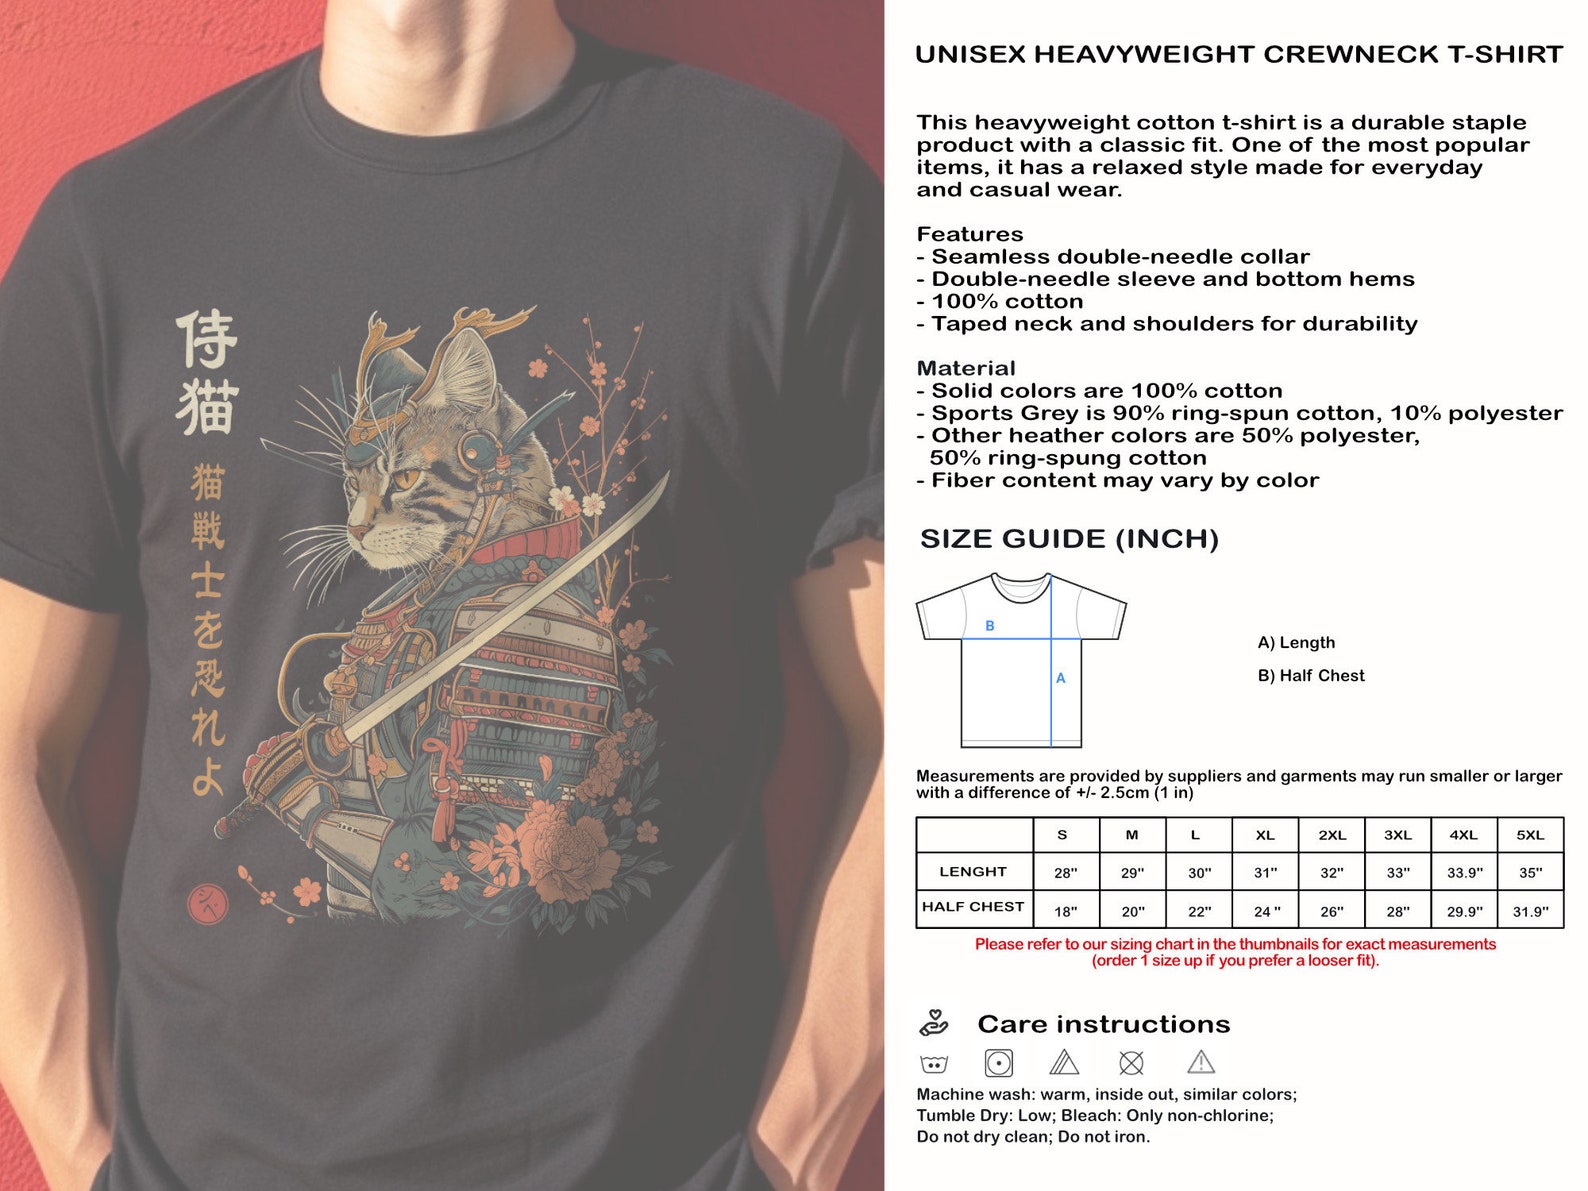 侍猫
猫戦士を恐れよ
UNISEX HEAVYWEIGHT CREWNECK T-SHIRT
This heavyweight cotton t-shirt is a durable staple
product with a classic fit. One of the most popular
items, it has a relaxed style made for everyday
and casual wear.
Features
- Seamless double-needle collar
- Double-needle sleeve and bottom hems
- 100% cotton
- Taped neck and shoulders for durability
Material
- Solid colors are 100% cotton
- Sports Grey is 90% ring-spun cotton, 10% polyester
- Other heather colors are 50% polyester,
50% ring-spung cotton
- Fiber content may vary by color
SIZE GUIDE (INCH)
B
A
A) Length
B) Half Chest
Measurements are provided by suppliers and garments may run smaller or larger
with a difference of +/- 2.5cm (1 in)
S M L XL 2XL 3XL 4XL 5XL
LENGHT 28" 29" 30" 31" 32" 33" 33.9" 35"
HALF CHEST 18" 20" 22" 24 " 26" 28" 29.9" 31.9"
Please refer to our sizing chart in the thumbnails for exact measurements
(order 1 size up if you prefer a looser fit).
Care instructions
Machine wash: warm, inside out, similar colors;
Tumble Dry: Low; Bleach: Only non-chlorine;
Do not dry clean; Do not iron.